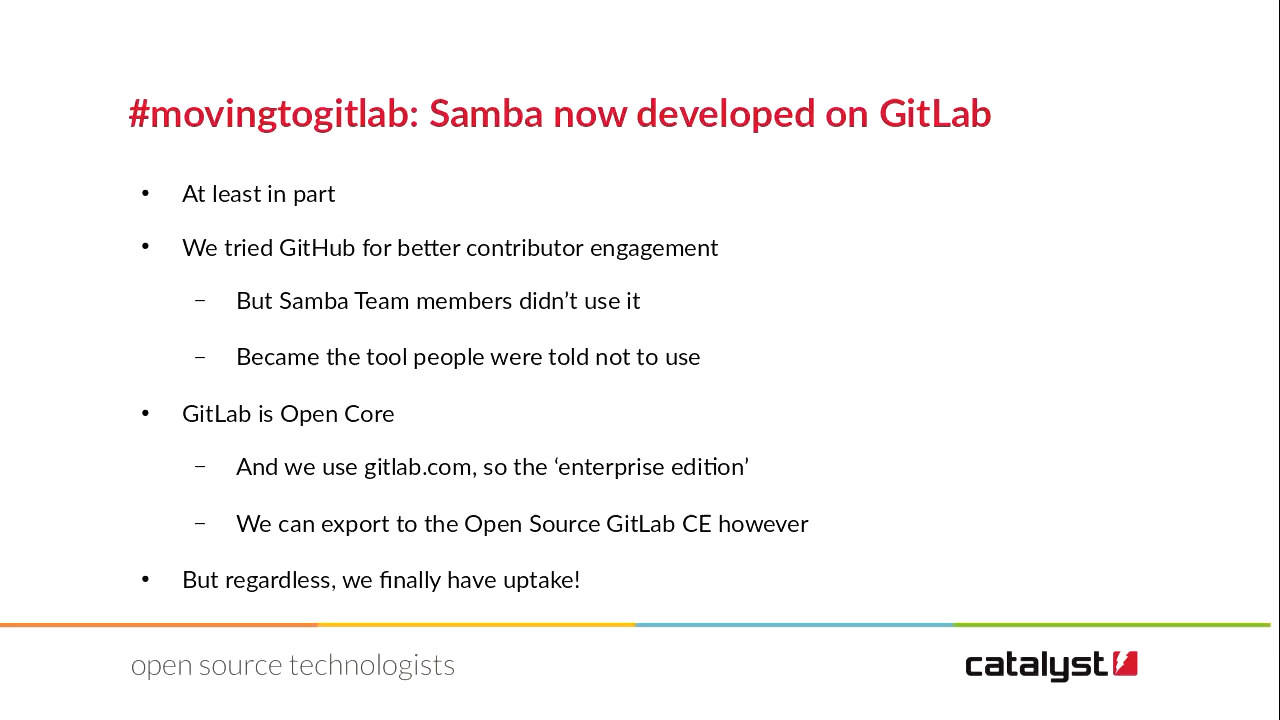 #movingtogitlab: Samba now developed on GitLab
• At least in part
• We tried GitHub for better contributor engagement
– But Samba Team members didn’t use it
– Became the tool people were told not to use
• GitLab is Open Core
– And we use gitlab.com, so the ‘enterprise edition’
– We can export to the Open Source GitLab CE however
• But regardless, we finally have uptake!
open source technologists
catalyst